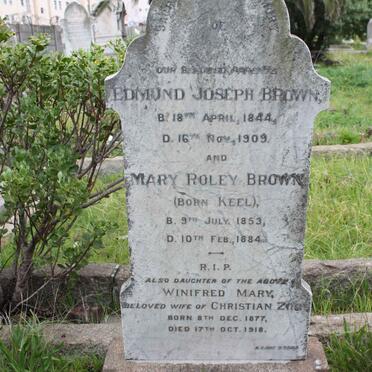 OF
OUR BELOVED PARENTS
EDMUND JOSEPH BROWN,
B. 18TH APRIL, 1844,
D. 16TH NOV., 1909.
AND
MARY ROLEY BROWN
(BORN KEEL),
B. 9TH JULY, 1853,
D. 10TH FEB., 1884.
R.I.P.
ALSO DAUGHTER OF THE ABOVE
WINIFRED MARY,
BELOVED WIFE OF CHRISTIAN
BORN 8TH DEC. 1877,
DIED 17TH OCT. 1918.